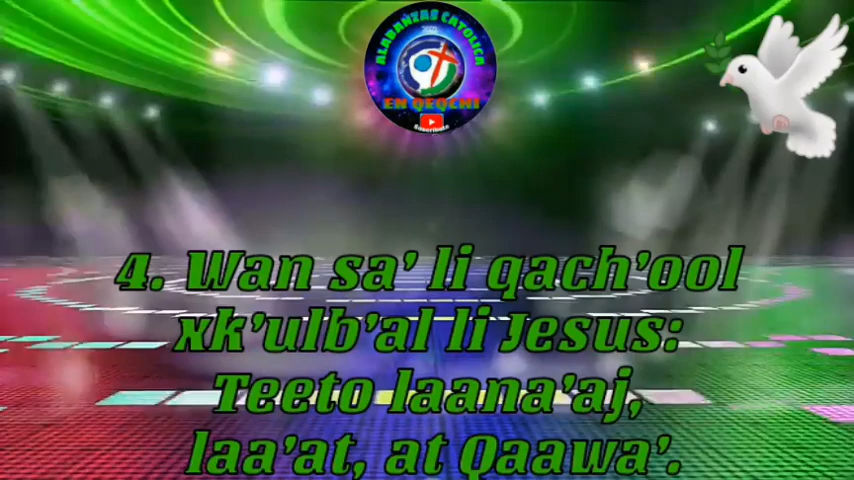 ALABANZAS CATOLICA
EN QEQCHI
Suscribete
4. Wan sa' li qach'ool
xk'ulb'al li Jesus:
Teeto laana'aj,
laa'at, at Qaawa'.